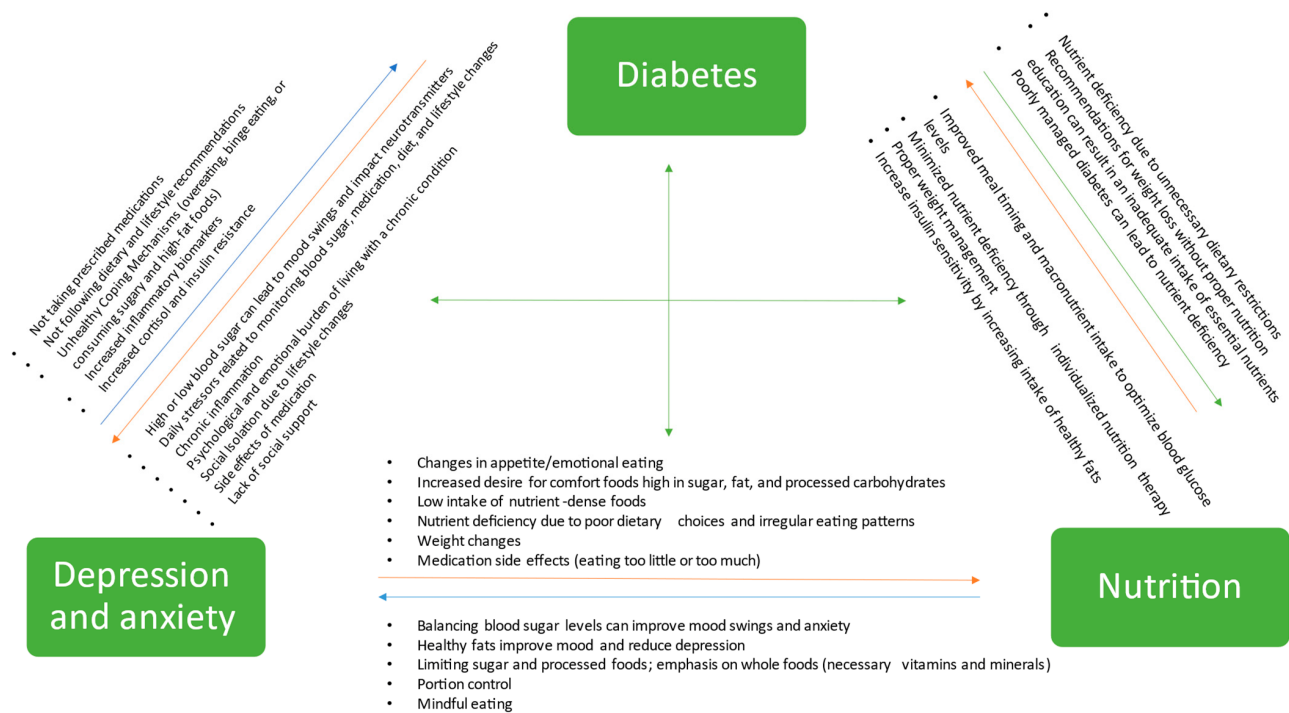 Diabetes
• Not taking prescribed medications
• Not following dietary and lifestyle recommendations
• Unhealthy Coping Mechanisms (overeating, binge eating, or
consuming sugary and high-fat foods)
• Increased inflammatory biomarkers
• Increased cortisol and insulin resistance
• High or low blood sugar can lead to mood swings and impact neurotransmitters
• Daily stressors related to monitoring blood sugar, medication, diet, and lifestyle changes
• Chronic inflammation
• Psychological and emotional burden of living with a chronic condition
• Social Isolation due to lifestyle changes
• Side effects of medication
• Lack of social support
• Nutrient deficiency due to unnecessary dietary restrictions
• Recommendations for weight loss without proper nutrition
education can result in an inadequate intake of essential nutrients
• Poorly managed diabetes can lead to nutrient deficiency
• Improved meal timing and macronutrient intake to optimize blood glucose
levels
• Minimized nutrient deficiency through individualized nutrition therapy
• Proper weight management
• Increase insulin sensitivity by increasing intake of healthy fats
• Changes in appetite/emotional eating
• Increased desire for comfort foods high in sugar, fat, and processed carbohydrates
• Low intake of nutrient -dense foods
• Nutrient deficiency due to poor dietary choices and irregular eating patterns
• Weight changes
• Medication side effects (eating too little or too much)
Depression
and anxiety
Nutrition
• Balancing blood sugar levels can improve mood swings and anxiety
• Healthy fats improve mood and reduce depression
• Limiting sugar and processed foods; emphasis on whole foods (necessary vitamins and minerals)
• Portion control
• Mindful eating